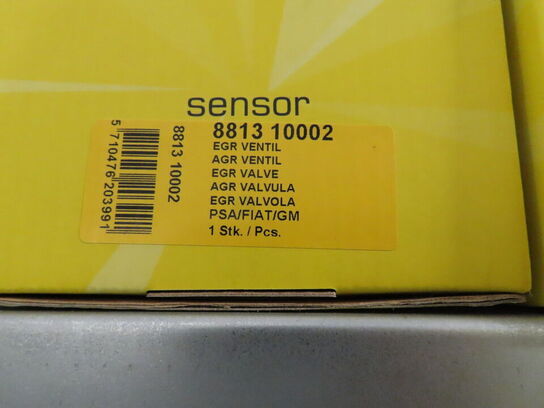 sensor
8813 10002
EGR VENTIL
AGR VENTIL
EGR VALVE
AGR VALVULA
EGR VALVOLA
PSA/FIAT/GM
1 Stk. / Pcs.
8813 10002
5 710476 203991